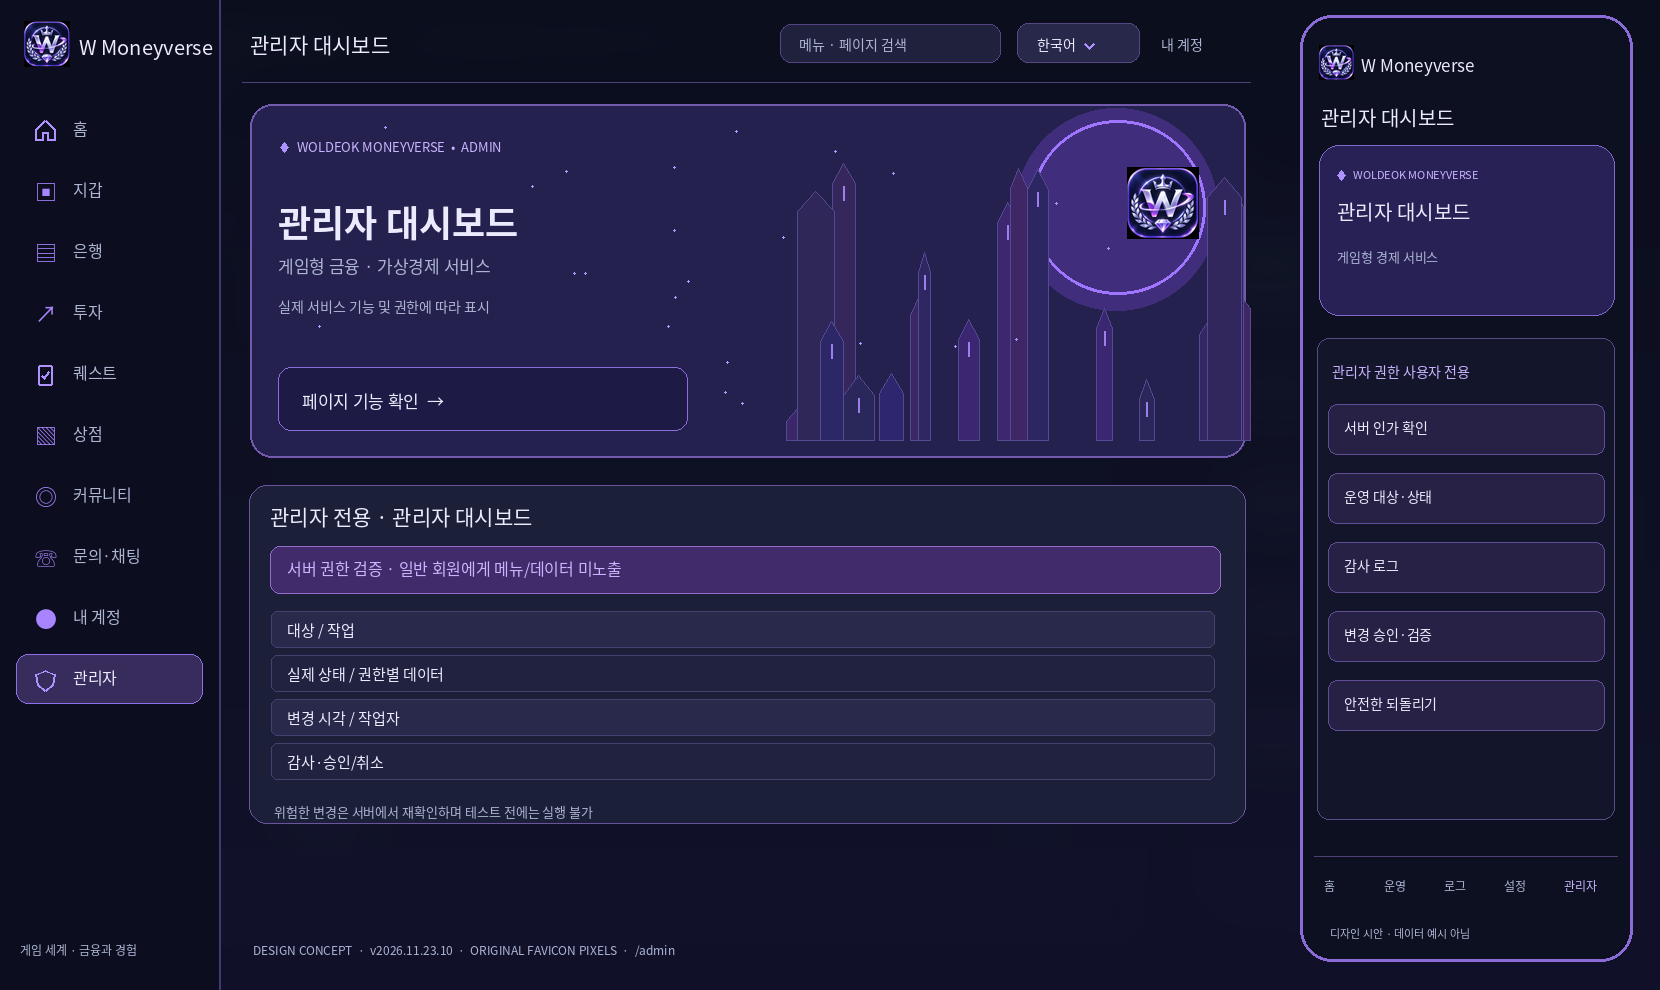 W Moneyverse
홈
지갑
은행
투자
퀘스트
상점
커뮤니티
문의·채팅
내 계정
관리자
게임 세계 · 금융과 경험
관리자 대시보드
메뉴 · 페이지 검색
한국어
내 계정
WOLDEOK MONEYVERSE • ADMIN
관리자 대시보드
게임형 금융 · 가상경제 서비스
실제 서비스 기능 및 권한에 따라 표시
페이지 기능 확인 →
W
관리자 전용 · 관리자 대시보드
서버 권한 검증 · 일반 회원에게 메뉴/데이터 미노출
대상 / 작업
실제 상태 / 권한별 데이터
변경 시각 / 작업자
감사·승인/취소
위험한 변경은 서버에서 재확인하며 테스트 전에는 실행 불가
DESIGN CONCEPT · v2026.11.23.10 · ORIGINAL FAVICON PIXELS · /admin
W Moneyverse
관리자 대시보드
WOLDEOK MONEYVERSE
관리자 대시보드
게임형 경제 서비스
관리자 권한 사용자 전용
서버 인가 확인
운영 대상·상태
감사 로그
변경 승인·검증
안전한 되돌리기
홈 운영 로그 설정 관리자
디자인 시안 · 데이터 예시 아님